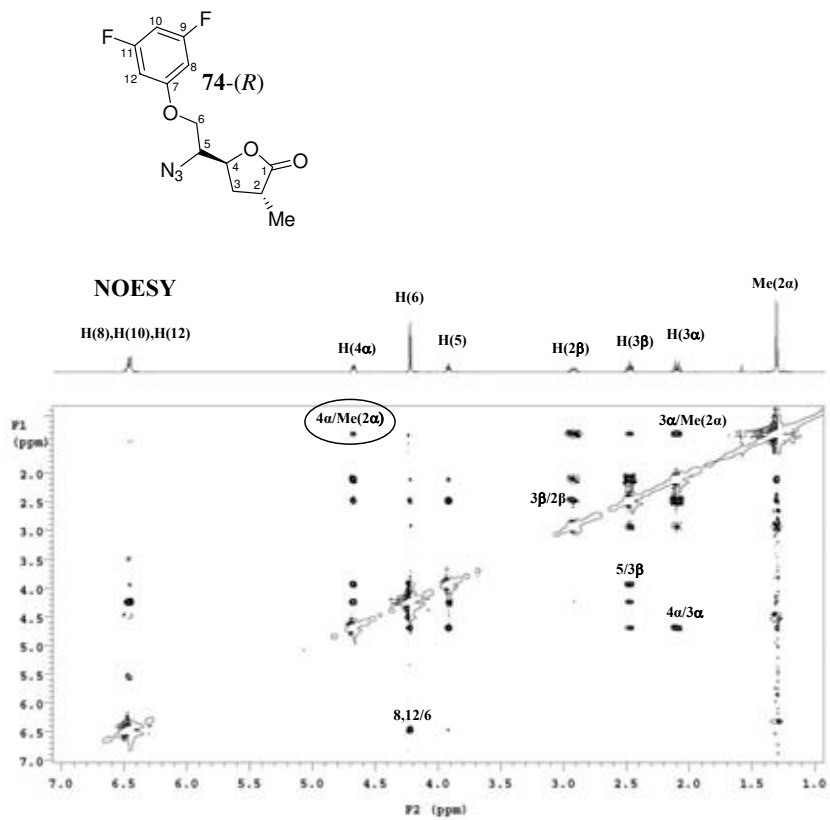 F
10
F
11
9
12
8
7
74-(R)
O
6
5
O
O
N3
4
1
3
2
Me
NOESY
H(6)
Me(2α)
H(8),H(10),H(12)
H(4α)
H(5)
H(2β)
H(3β)
H(3α)
F1
(ppm)
4α/Me(2α)
3α/Me(2α)
2.0
3β/2β
2.5
3.0
3.5
5/3β
4.0
4α/3α
4.5
5.0
5.5
6.0
8,12/6
6.5
7.0
7.0 6.5 6.0 5.5 5.0 4.5 4.0 3.5 3.0 2.5 2.0 1.5 1.0
F2 (ppm)